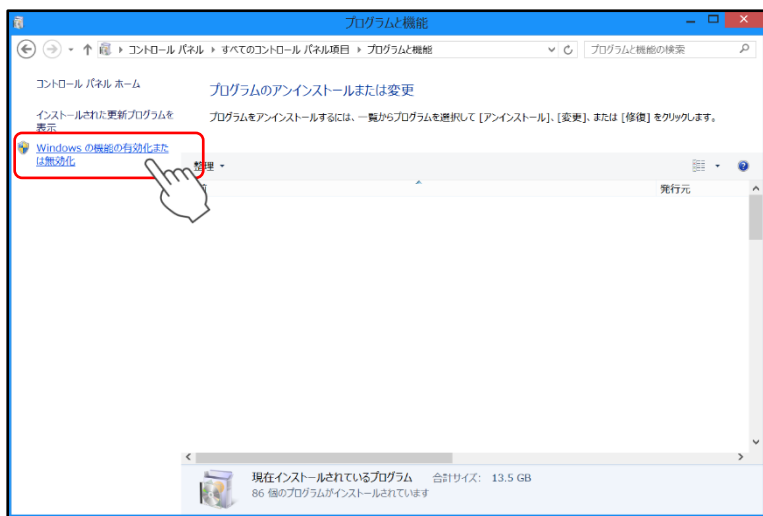 プログラムと機能
コントロール パネル ▸ すべてのコントロール パネル項目 ▸ プログラムと機能
プログラムと機能の検索
コントロール パネル ホーム
インストールされた更新プログラムを
表示
Windows の機能の有効化また
は無効化
プログラムのアンインストールまたは変更
プログラムをアンインストールするには、一覧からプログラムを選択して [アンインストール]、[変更]、または [修復] をクリックします。
整理
発行元
現在インストールされているプログラム 合計サイズ: 13.5 GB
86 個のプログラムがインストールされています